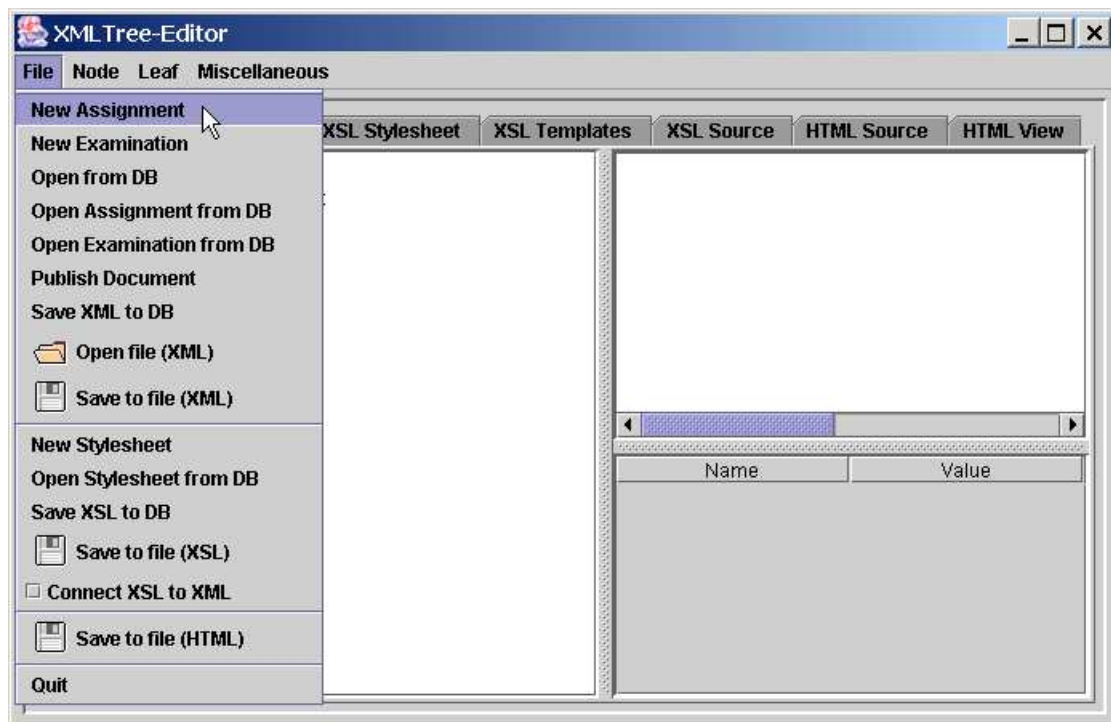 XMLTree-Editor
File Node Leaf Miscellaneous
New Assignment
New Examination
Open from DB
Open Assignment from DB
Open Examination from DB
Publish Document
Save XML to DB
Open file (XML)
Save to file (XML)
New Stylesheet
Open Stylesheet from DB
Save XSL to DB
Save to file (XSL)
Connect XSL to XML
Save to file (HTML)
Quit
XSL Stylesheet XSL Templates XSL Source HTML Source HTML View
Name Value